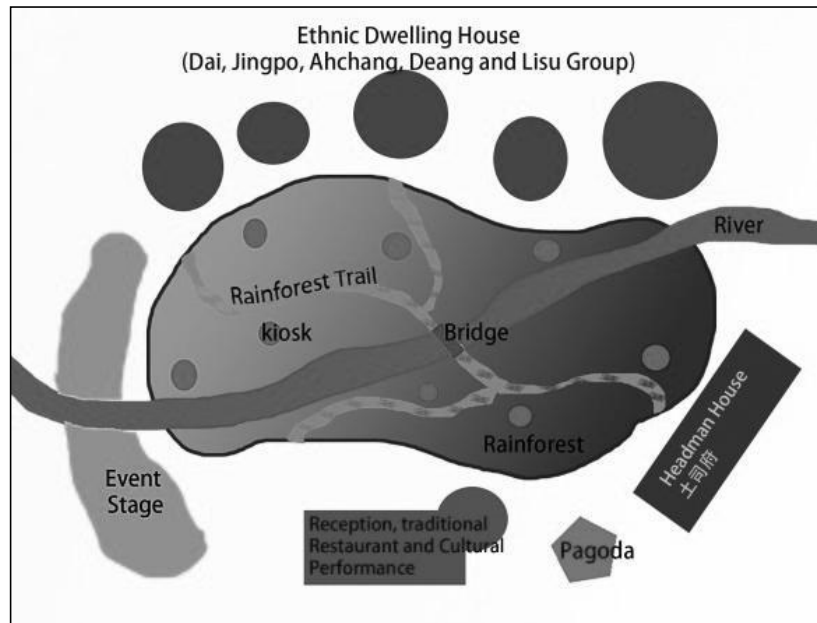 Ethnic Dwelling House
(Dai, Jingpo, Ahchang, Deang and Lisu Group)
River
Rainforest Trail
kiosk
Bridge
Rainforest
Headman House
土司府
Event
Stage
Reception, traditional
Restaurant and Cultural
Performance
Pagoda